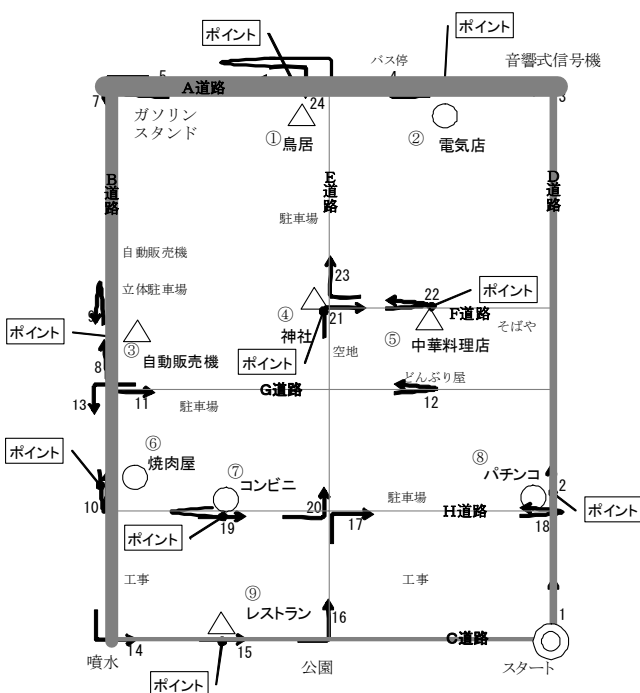 ポイント
ポイント
バス停
音響式信号機
5
4
A道路
7
24
3
ガソリン
スタンド
①
鳥居
②
電気店
B道路
E道路
D道路
駐車場
自動販売機
立体駐車場
23
22
ポイント
9
④
神社
21
F道路
そばや
ポイント
③
自動販売機
ポイント
⑤
中華料理店
8
空地
どんぶり屋
13
11
駐車場
G道路
12
ポイント
⑥
焼肉屋
⑦
コンビニ
⑧
パチンコ
10
駐車場
2
19
20
17
H道路
18
ポイント
ポイント
工事
工事
⑨
レストラン
16
1
14
15
C道路
噴水
公園
スタート
ポイント